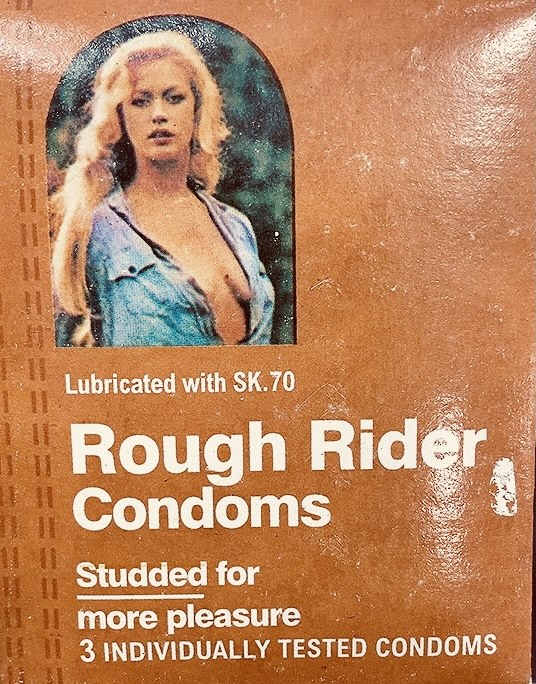 Lubricated with SK.70
Rough Rider
Condoms
Studded for
more pleasure
3 INDIVIDUALLY TESTED CONDOMS